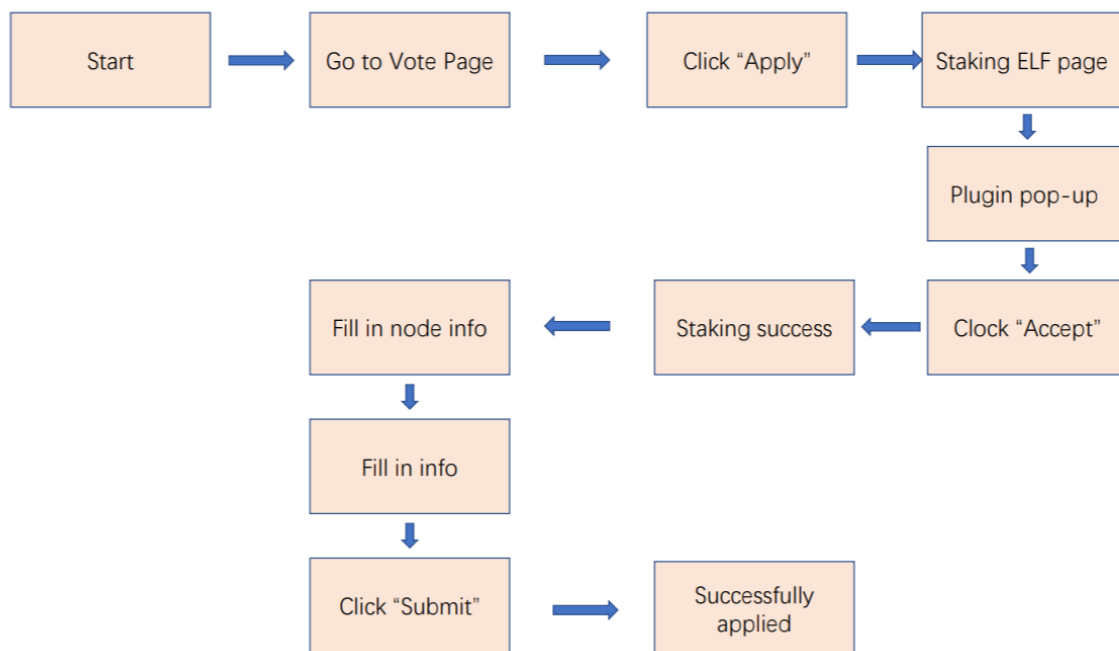 Start
Go to Vote Page
Click “Apply”
Staking ELF page
Plugin pop-up
Clock “Accept”
Staking success
Fill in node info
Fill in info
Click “Submit”
Successfully
applied